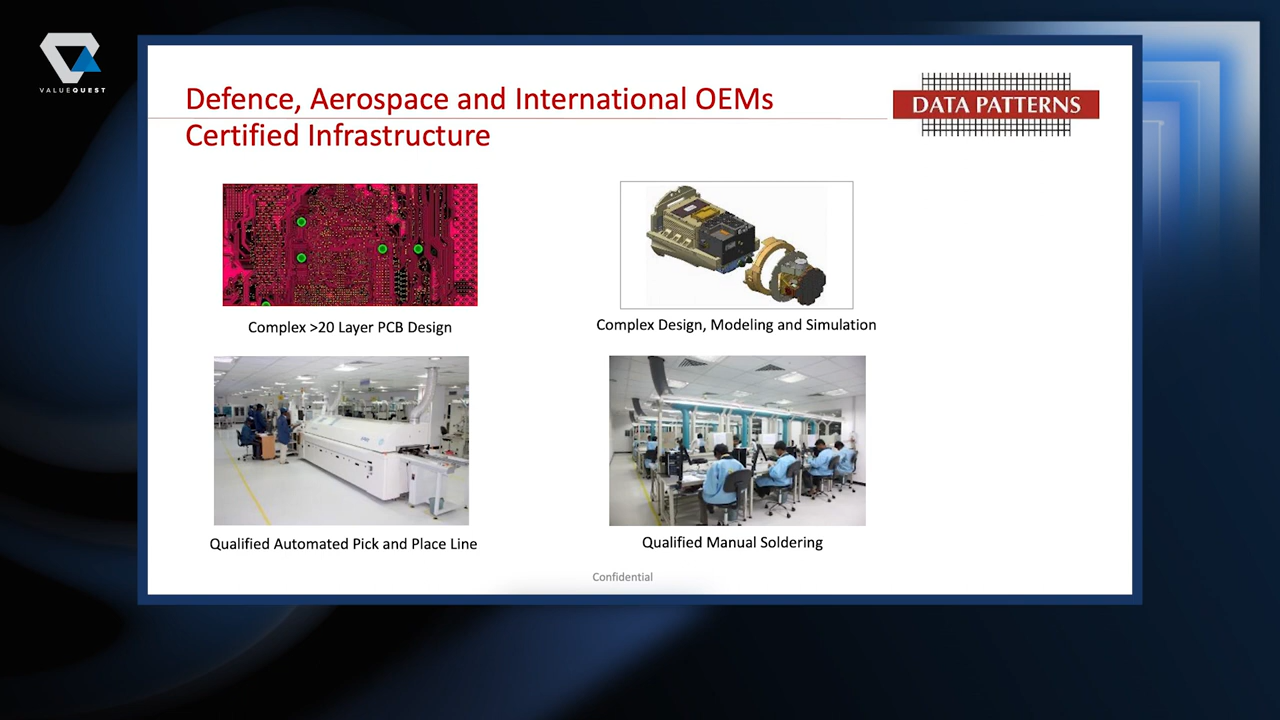 VALUEQUEST
Defence, Aerospace and International OEMs
Certified Infrastructure
DATA PATTERNS
Complex >20 Layer PCB Design
Complex Design, Modeling and Simulation
Qualified Automated Pick and Place Line
Qualified Manual Soldering
Confidential